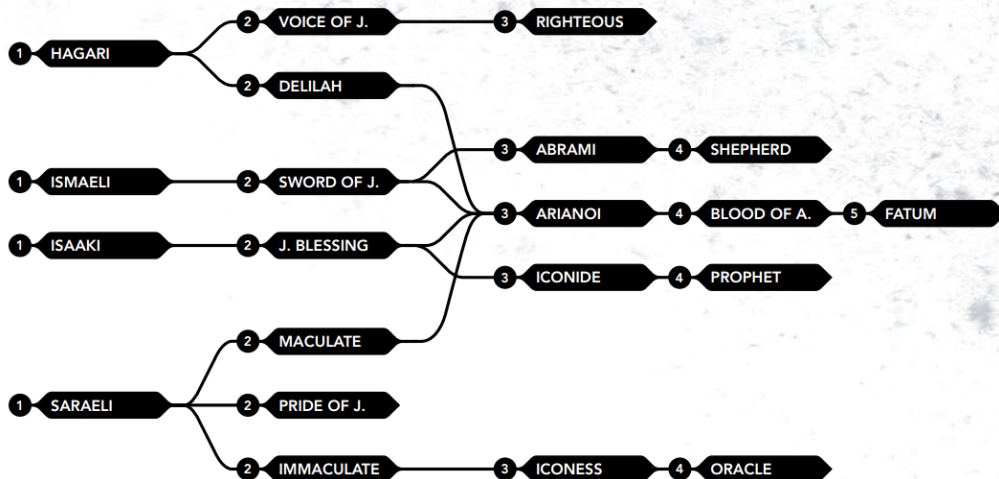 2 VOICE OF J. 3 RIGHTEOUS
1 HAGARI
2 DELILAH
3 ABRAMI 4 SHEPHERD
1 ISMAELI 2 SWORD OF J.
3 ARIANOI 4 BLOOD OF A. 5 FATUM
1 ISAAKI 2 J. BLESSING
3 ICONIDE 4 PROPHET
2 MACULATE
1 SARAELI 2 PRIDE OF J.
2 IMMACULATE 3 ICONESS 4 ORACLE